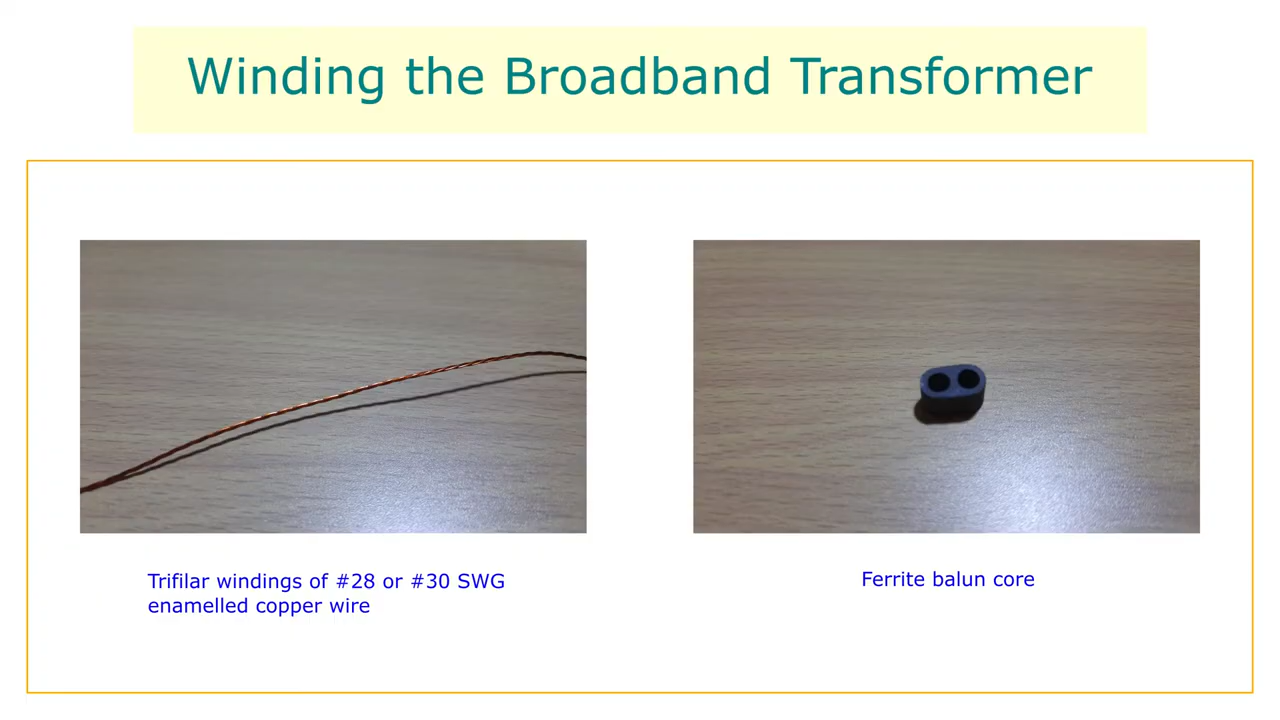 Winding the Broadband Transformer
Trifilar windings of #28 or #30 SWG
enamelled copper wire
Ferrite balun core